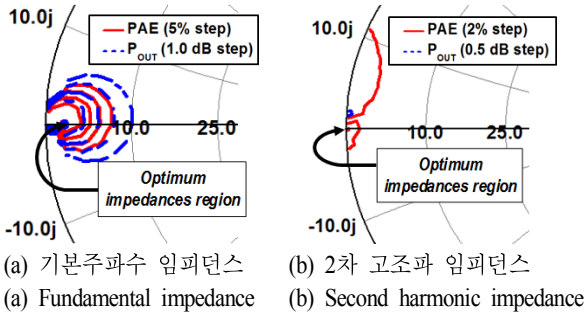 10.0j
PAE (5% step)
P_OUT (1.0 dB step)
10.0
25.0
Optimum
impedances region
-10.0j
(a) 기본주파수 임피던스
(a) Fundamental impedance
10.0j
PAE (2% step)
P_OUT (0.5 dB step)
10.0
25.0
Optimum
impedances region
-10.0j
(b) 2차 고조파 임피던스
(b) Second harmonic impedance